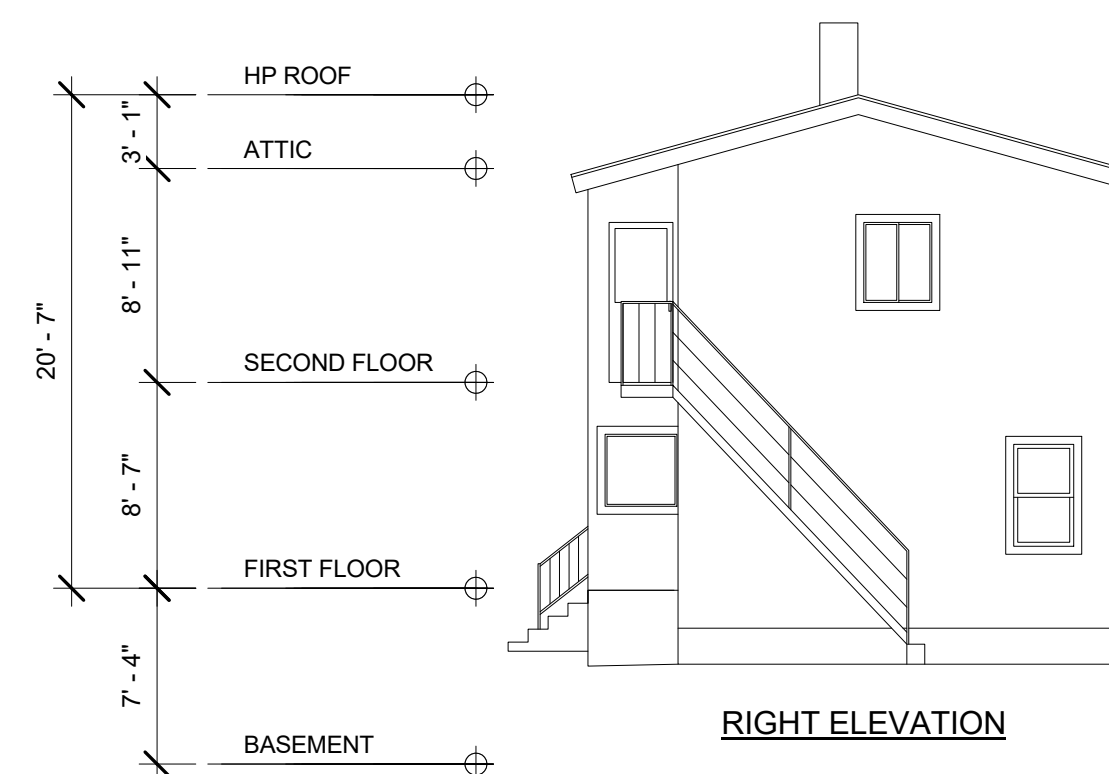 HP ROOF
3' - 1"
ATTIC
8' - 11"
20' - 7"
SECOND FLOOR
8' - 7"
FIRST FLOOR
7' - 4"
RIGHT ELEVATION
BASEMENT